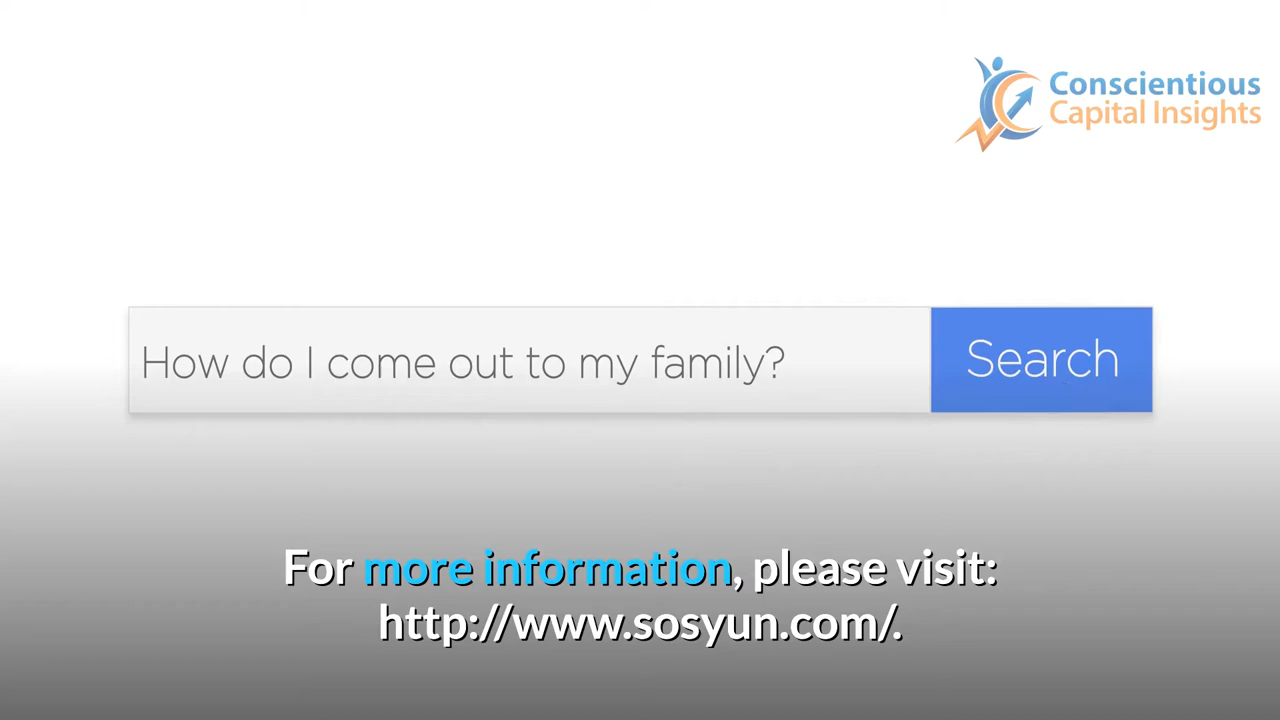 Conscientious
Capital Insights
How do I come out to my family?
Search
For more information, please visit:
http://www.sosyun.com/.